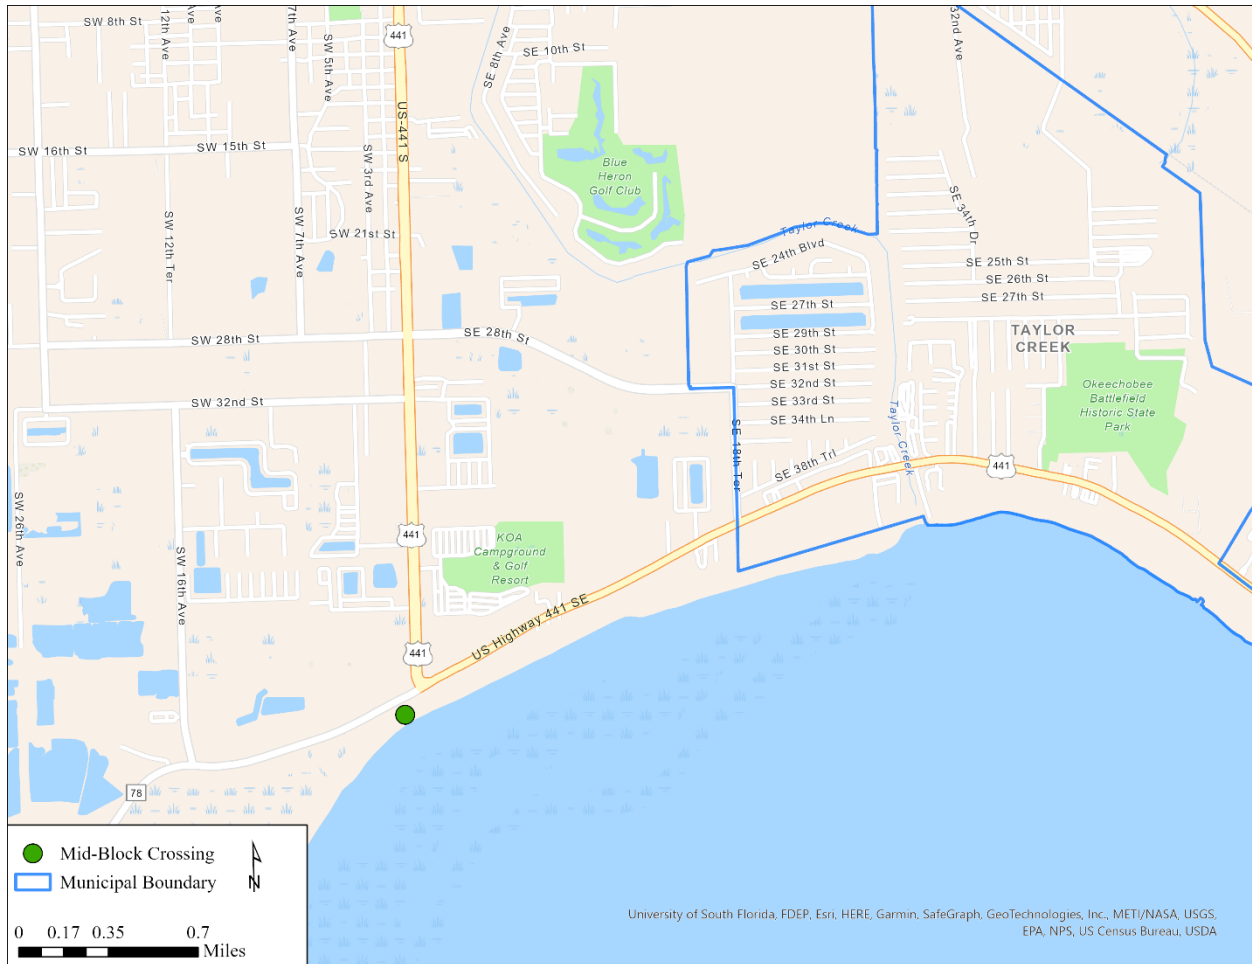 SW 8th St
12th Ave
7th Ave
SW 5th Ave
441
SE 8th Ave
SE 10th St
32nd Ave
US-441 S
SW 16th St
SW 15th St
SW 3rd Ave
Blue
Heron
Golf Club
SW 12th Ter
SW 7th Ave
SW 21st St
Taylor Creek
SE 24th Blvd
SE 34th Dr
SE 25th St
SE 26th St
SE 27th St
SE 27th St
SW 28th St
SE 28th St
SE 29th St
SE 30th St
SE 31st St
SE 32nd St
SE 33rd St
SE 34th Ln
TAYLOR
CREEK
Okeechobee
Battlefield
Historic State
Park
SW 32nd St
SE 18th Ter
Taylor Creek
SE 38th Trl
441
SW 26th Ave
SW 16th Ave
441
KOA
Campground
& Golf
Resort
US Highway 441 SE
441
78
Mid-Block Crossing
N
Municipal Boundary
0 0.17 0.35 0.7
Miles
University of South Florida, FDEP, Esri, HERE, Garmin, SafeGraph, GeoTechnologies, Inc., METI/NASA, USGS,
EPA, NPS, US Census Bureau, USDA